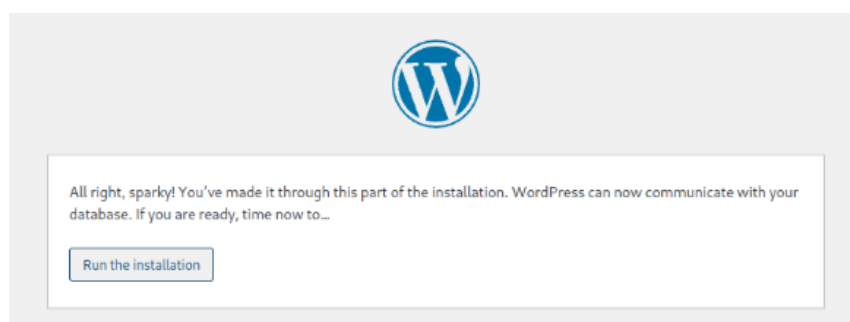 All right, sparky! You've made it through this part of the installation. WordPress can now communicate with your
database. If you are ready, time now to…
Run the installation